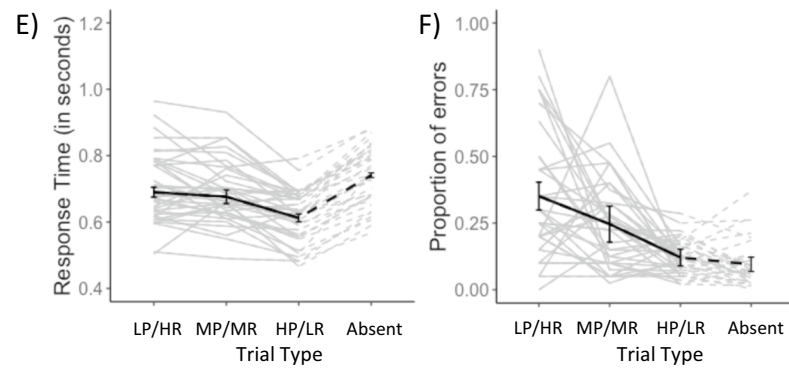 E)
Response Time (in seconds)
1.2
1.0
0.8
0.6
0.4
LP/HR MP/MR HP/LR Absent
Trial Type
F)
Proportion of errors
1.00
0.75
0.50
0.25
0.00
LP/HR MP/MR HP/LR Absent
Trial Type